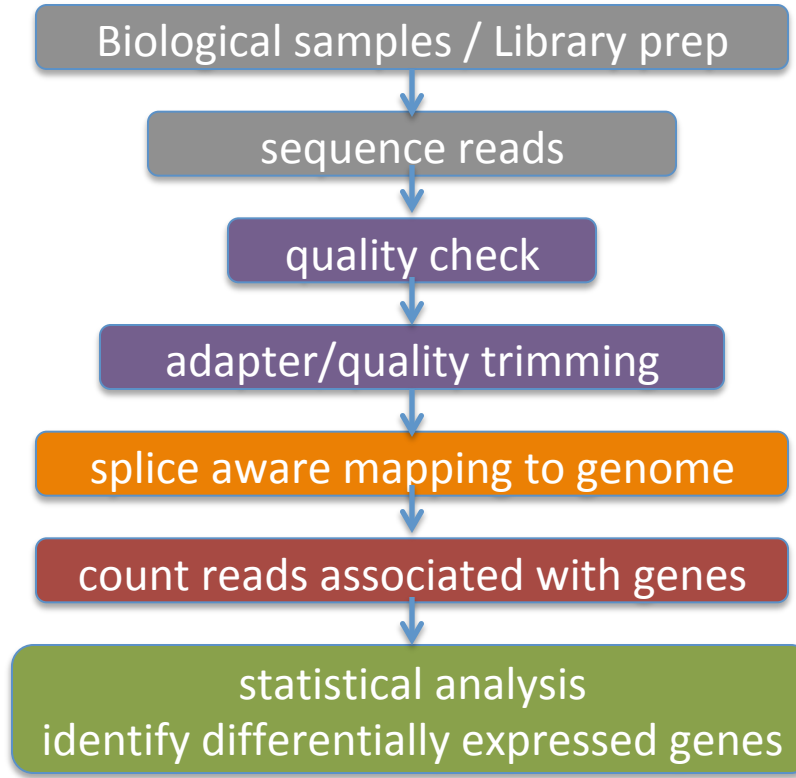 Biological samples / Library prep
sequence reads
quality check
adapter/quality trimming
splice aware mapping to genome
count reads associated with genes
statistical analysis
identify differentially expressed genes